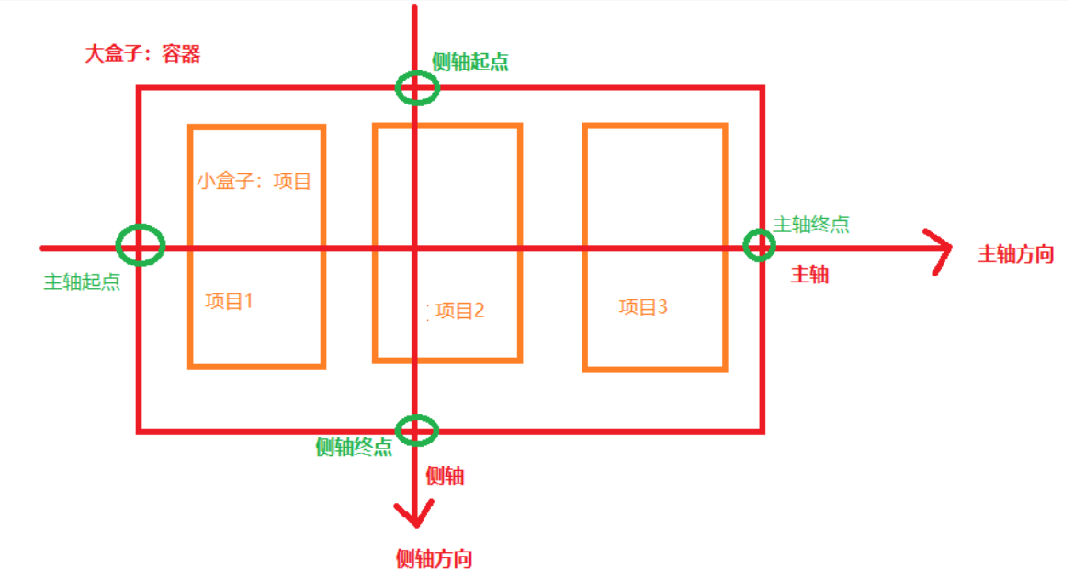 大盒子：容器
侧轴起点
小盒子：项目
主轴终点
主轴方向
主轴
主轴起点
项目1
项目2
项目3
侧轴终点
侧轴
侧轴方向